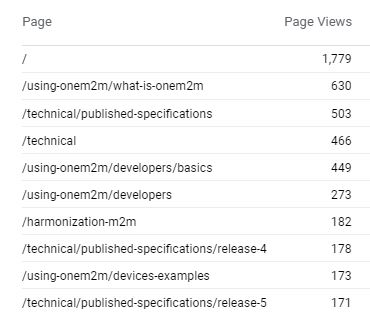 Page Page Views
/ 1,779
/using-onem2m/what-is-onem2m 630
/technical/published-specifications 503
/technical 466
/using-onem2m/developers/basics 449
/using-onem2m/developers 273
/harmonization-m2m 182
/technical/published-specifications/release-4 178
/using-onem2m/devices-examples 173
/technical/published-specifications/release-5 171